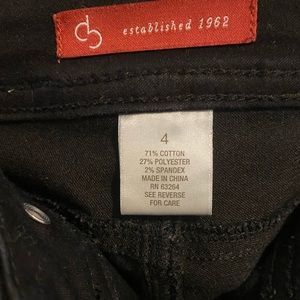 established 1962
4
71% COTTON
27% POLYESTER
2% SPANDEX
MADE IN CHINA
RN 63264
SEE REVERSE
FOR CARE